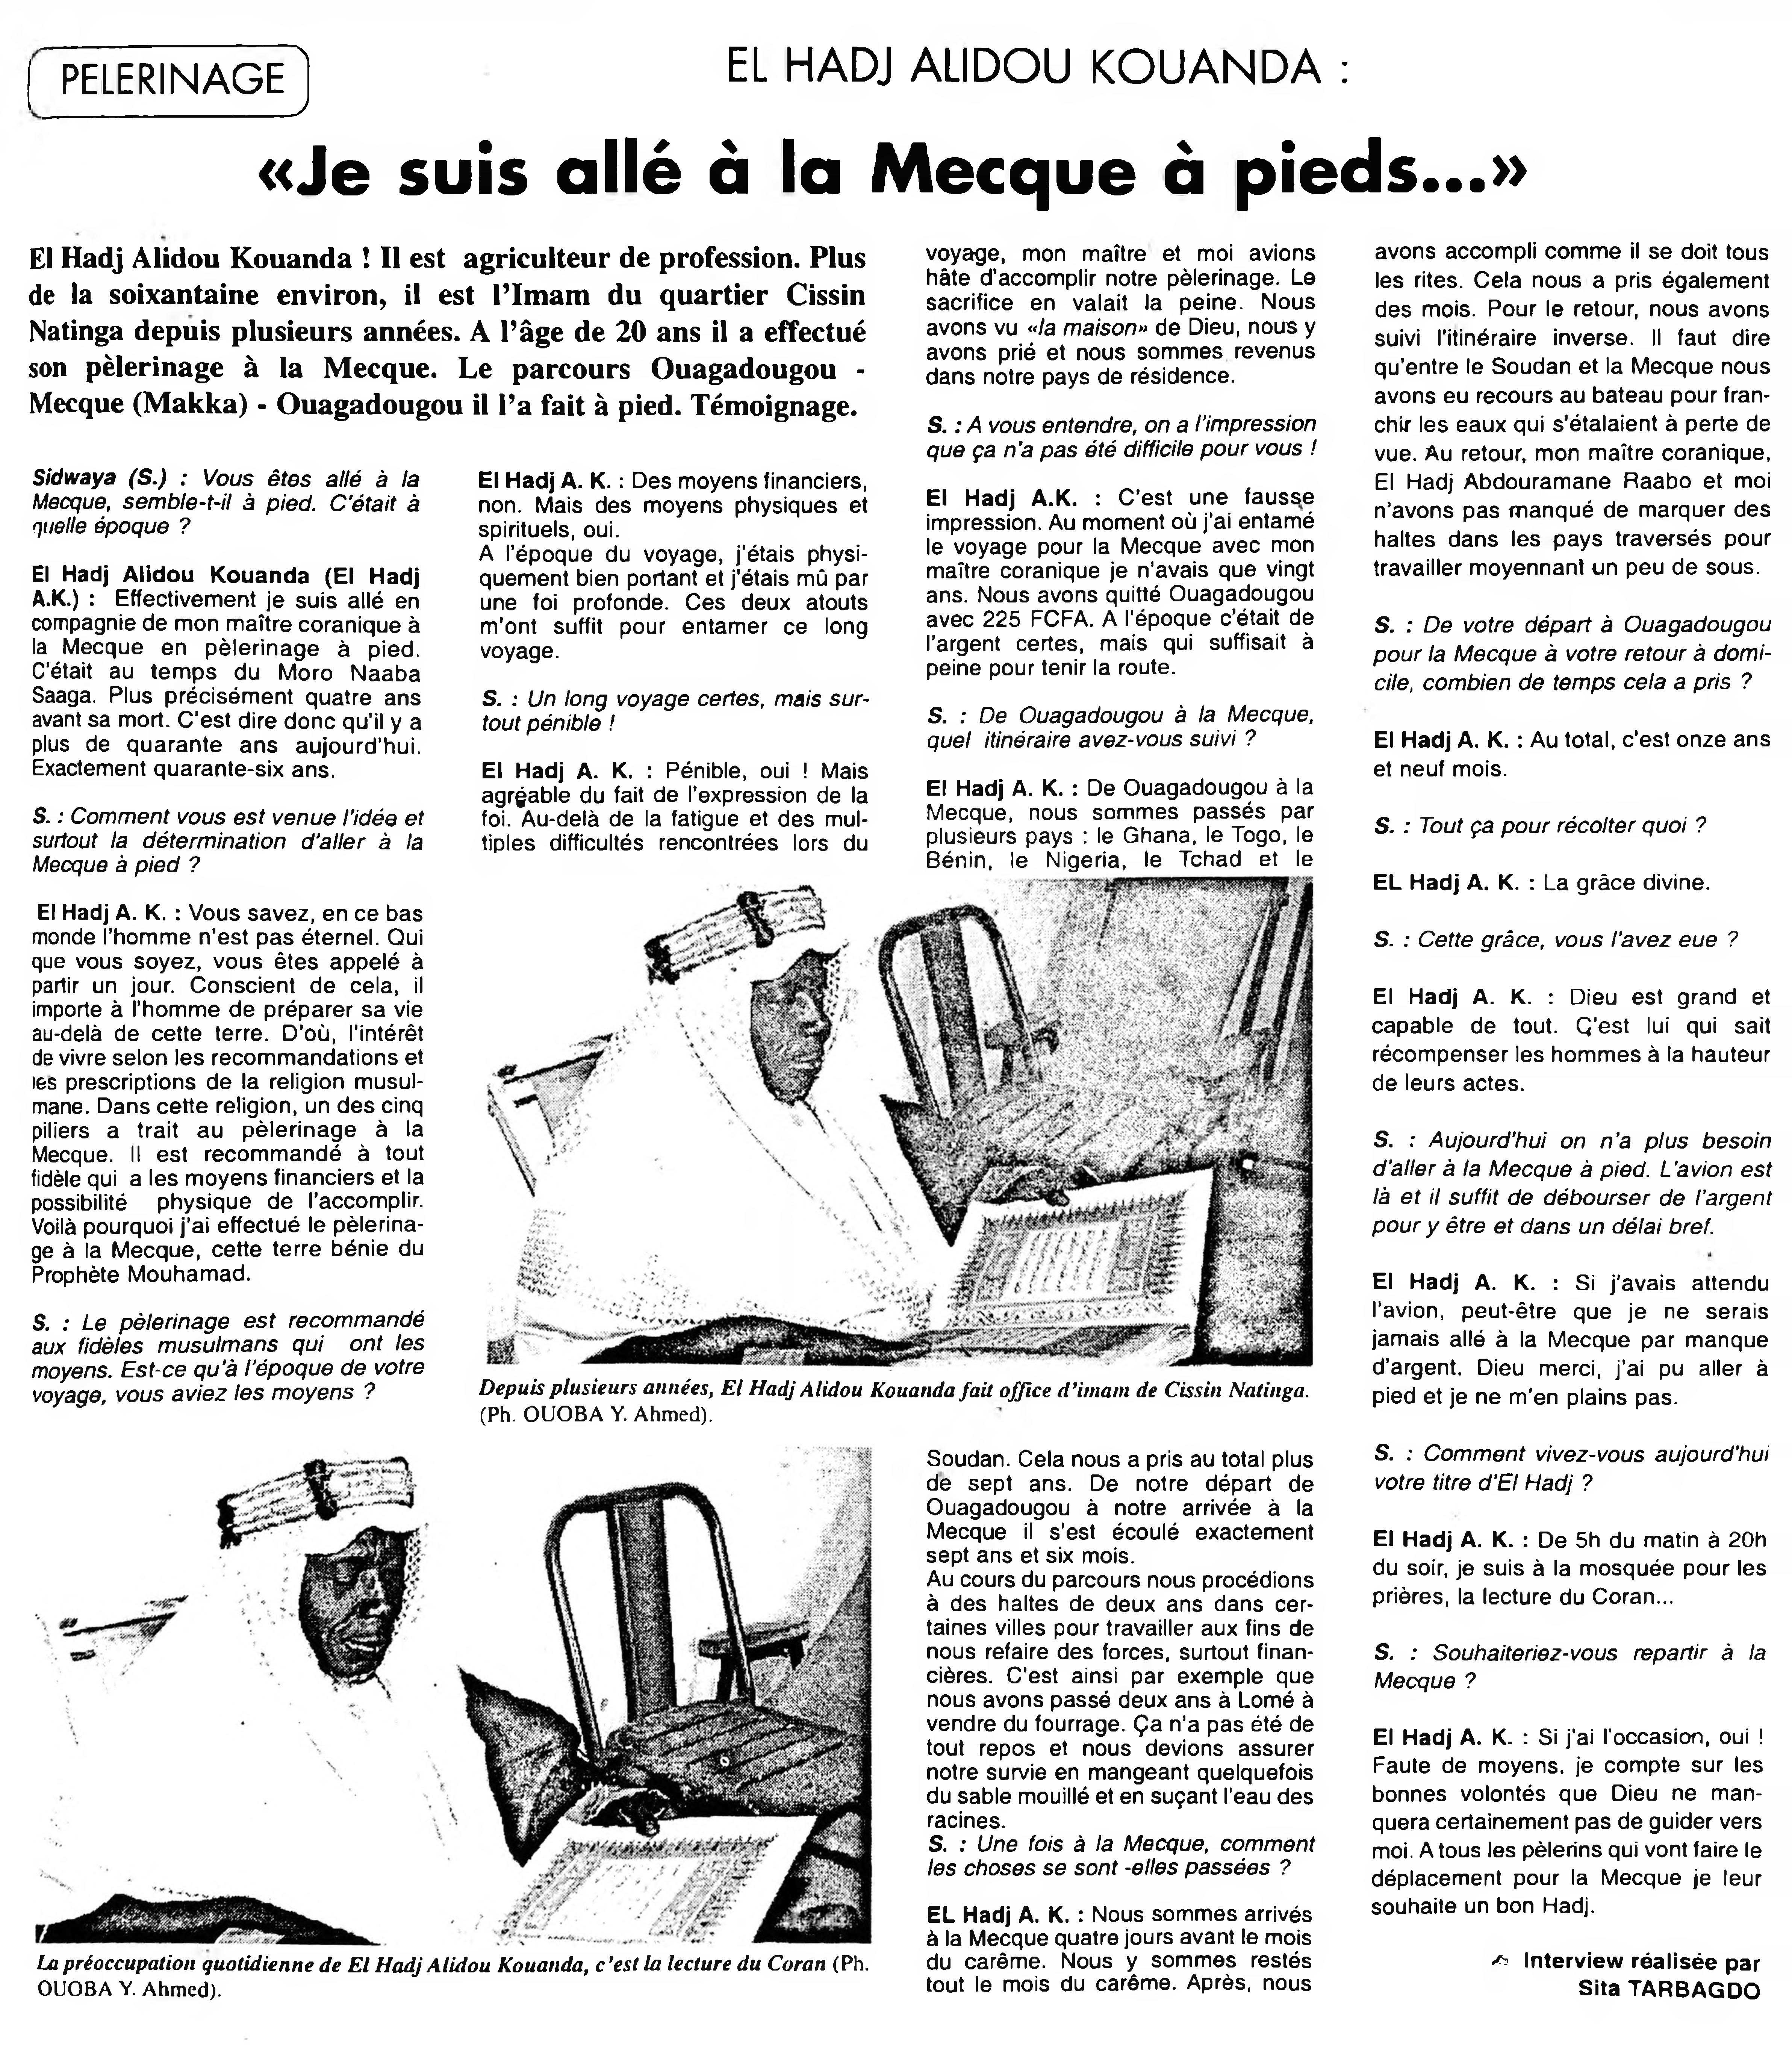 PELERINAGE
EL HADJ ALIDOU KOUANDA :
«Je suis allé à la Mecque à pieds...»
El Hadj Alidou Kouanda ! Il est agriculteur de profession. Plus
de la soixantaine environ, il est l'Imam du quartier Cissin
Natinga depuis plusieurs années. A l'âge de 20 ans il a effectué
son pèlerinage à la Mecque. Le parcours Ouagadougou -
Mecque (Makka) - Ouagadougou il l'a fait à pied. Témoignage.
Sidwaya (S.) : Vous êtes allé à la
Mecque, semble-t-il à pied. C'était à
quelle époque ?
El Hadj Alidou Kouanda (El Hadj
A.K.) : Effectivement je suis allé en
compagnie de mon maître coranique à
la Mecque en pèlerinage à pied.
C'était au temps du Moro Naaba
Saaga. Plus précisément quatre ans
avant sa mort. C'est dire donc qu'il y a
plus de quarante ans aujourd'hui.
Exactement quarante-six ans.
S. : Comment vous est venue l'idée et
surtout la détermination d'aller à la
Mecque à pied ?
El Hadj A. K. : Vous savez, en ce bas
monde l'homme n'est pas éternel. Qui
que vous soyez, vous êtes appelé à
partir un jour. Conscient de cela, il
importe à l'homme de préparer sa vie
au-delà de cette terre. D'où, l'intérêt
de vivre selon les recommandations et
les prescriptions de la religion musul-
mane. Dans cette religion, un des cinq
piliers a trait au pèlerinage à la
Mecque. Il est recommandé à tout
fidèle qui a les moyens financiers et la
possibilité physique de l'accomplir.
Voilà pourquoi j'ai effectué le pèlerina-
ge à la Mecque, cette terre bénie du
Prophète Mouhamad.
S. : Le pèlerinage est recommandé
aux fidèles musulmans qui ont les
moyens. Est-ce qu'à l'époque de votre
voyage, vous aviez les moyens ?
El Hadj A. K. : Des moyens financiers,
non. Mais des moyens physiques et
spirituels, oui.
A l'époque du voyage, j'étais physi-
quement bien portant et j'étais mû par
une foi profonde. Ces deux atouts
m'ont suffit pour entamer ce long
voyage.
S. : Un long voyage certes, mais sur-
tout pénible !
El Hadj A. K. : Pénible, oui ! Mais
agréable du fait de l'expression de la
foi. Au-delà de la fatigue et des mul-
tiples difficultés rencontrées lors du
voyage, mon maître et moi avions
hâte d'accomplir notre pèlerinage. Le
sacrifice en valait la peine. Nous
avons vu «la maison» de Dieu, nous y
avons prié et nous sommes revenus
dans notre pays de résidence.
S. : A vous entendre, on a l'impression
que ça n'a pas été difficile pour vous !
El Hadj A.K. : C'est une fausse
impression. Au moment où j'ai entamé
le voyage pour la Mecque avec mon
maître coranique je n'avais que vingt
ans. Nous avons quitté Ouagadougou
avec 225 FCFA. A l'époque c'était de
l'argent certes, mais qui suffisait à
peine pour tenir la route.
S. : De Ouagadougou à la Mecque,
quel itinéraire avez-vous suivi ?
El Hadj A. K. : De Ouagadougou à la
Mecque, nous sommes passés par
plusieurs pays : le Ghana, le Togo, le
Bénin, le Nigeria, le Tchad et le
Depuis plusieurs années, El Hadj Alidou Kouanda fait office d'imam de Cissin Natinga.
(Ph. OUOBA Y. Ahmed).
La préoccupation quotidienne de El Hadj Alidou Kouanda, c'est la lecture du Coran (Ph.
OUOBA Y. Ahmed).
Soudan. Cela nous a pris au total plus
de sept ans. De notre départ de
Ouagadougou à notre arrivée à la
Mecque il s'est écoulé exactement
sept ans et six mois.
Au cours du parcours nous procédions
à des haltes de deux ans dans cer-
taines villes pour travailler aux fins de
nous refaire des forces, surtout finan-
cières. C'est ainsi par exemple que
nous avons passé deux ans à Lomé à
vendre du fourrage. Ça n'a pas été de
tout repos et nous devions assurer
notre survie en mangeant quelquefois
du sable mouillé et en suçant l'eau des
racines.
S. : Une fois à la Mecque, comment
les choses se sont -elles passées ?
EL Hadj A. K. : Nous sommes arrivés
à la Mecque quatre jours avant le mois
du carême. Nous y sommes restés
tout le mois du carême. Après, nous
avons accompli comme il se doit tous
les rites. Cela nous a pris également
des mois. Pour le retour, nous avons
suivi l'itinéraire inverse. Il faut dire
qu'entre le Soudan et la Mecque nous
avons eu recours au bateau pour fran-
chir les eaux qui s'étalaient à perte de
vue. Au retour, mon maître coranique,
El Hadj Abdouramane Raabo et moi
n'avons pas manqué de marquer des
haltes dans les pays traversés pour
travailler moyennant un peu de sous.
S. : De votre départ à Ouagadougou
pour la Mecque à votre retour à domi-
cile, combien de temps cela a pris ?
El Hadj A. K. : Au total, c'est onze ans
et neuf mois.
S. : Tout ça pour récolter quoi ?
EL Hadj A. K. : La grâce divine.
S. : Cette grâce, vous l'avez eue ?
El Hadj A. K. : Dieu est grand et
capable de tout. C'est lui qui sait
récompenser les hommes à la hauteur
de leurs actes.
S. : Aujourd'hui on n'a plus besoin
d'aller à la Mecque à pied. L'avion est
là et il suffit de débourser de l'argent
pour y être et dans un délai bref.
El Hadj A. K. : Si j'avais attendu
l'avion, peut-être que je ne serais
jamais allé à la Mecque par manque
d'argent. Dieu merci, j'ai pu aller à
pied et je ne m'en plains pas.
S. : Comment vivez-vous aujourd'hui
votre titre d'El Hadj ?
El Hadj A. K. : De 5h du matin à 20h
du soir, je suis à la mosquée pour les
prières, la lecture du Coran...
S. : Souhaiteriez-vous repartir à la
Mecque ?
El Hadj A. K. : Si j'ai l'occasion, oui !
Faute de moyens, je compte sur les
bonnes volontés que Dieu ne man-
quera certainement pas de guider vers
moi. A tous les pèlerins qui vont faire le
déplacement pour la Mecque je leur
souhaite un bon Hadj.
Interview réalisée par
Sita TARBAGDO